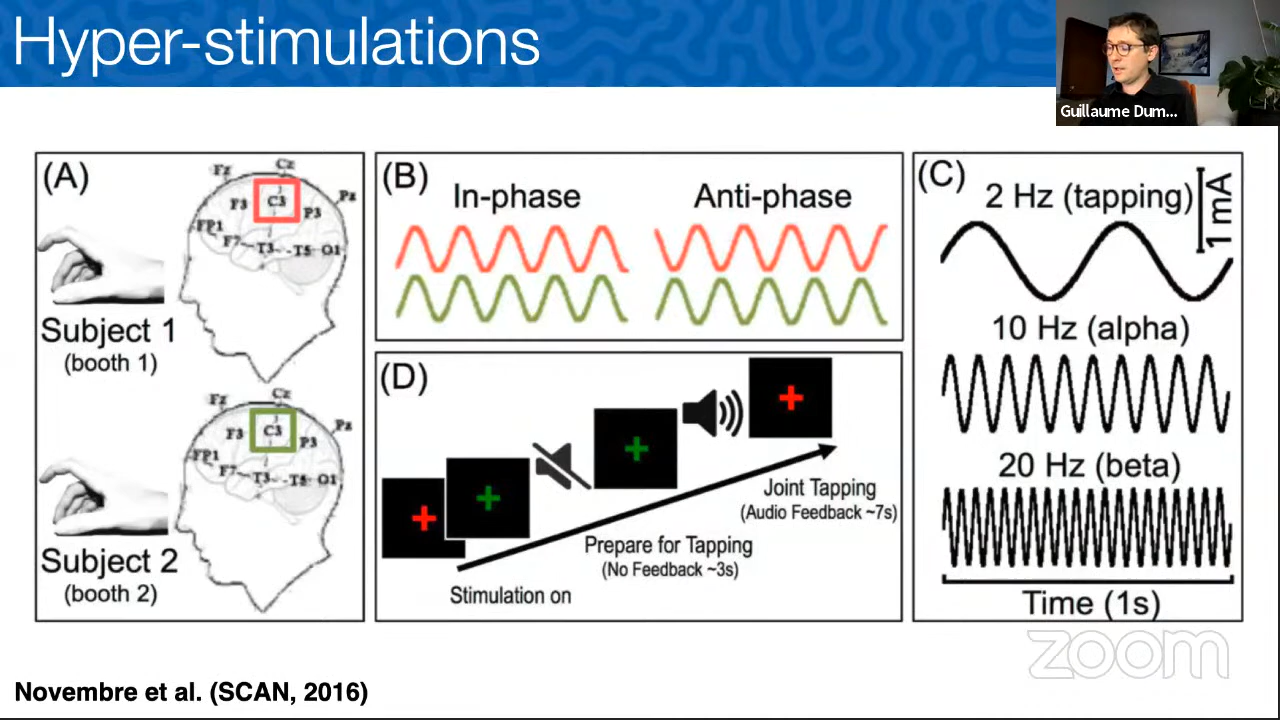 Hyper-stimulations
Guillaume Dum...
(A)
Fz
Cz
F3
C3
P3
Pz
FP1
F7
T3
T5
O1
Subject 1
(booth 1)
Fz
Cz
F3
C3
P3
Pz
FP1
F7
T3
T5
O1
Subject 2
(booth 2)
(B)
In-phase
Anti-phase
(C)
2 Hz (tapping)
1 mA
10 Hz (alpha)
20 Hz (beta)
Time (1s)
(D)
Joint Tapping
(Audio Feedback ~7s)
Prepare for Tapping
(No Feedback ~3s)
Stimulation on
zoom
Novembre et al. (SCAN, 2016)